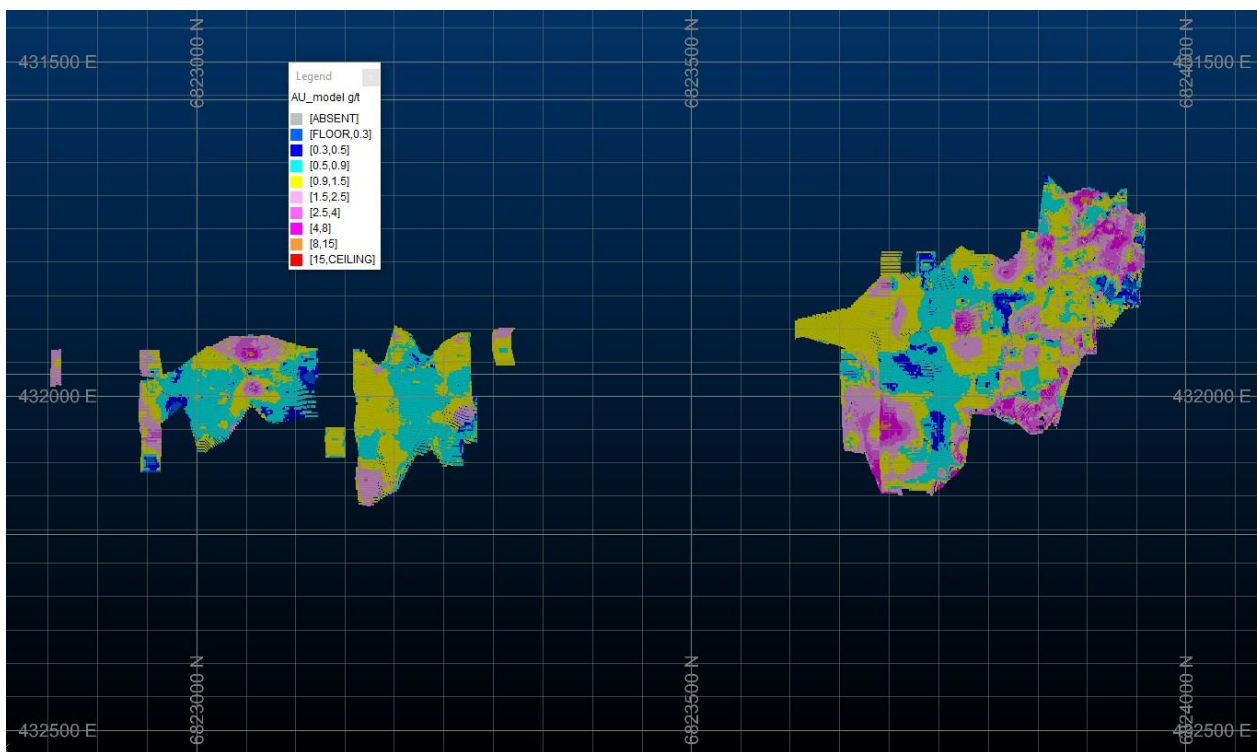 6823000 N
6823500 N
6824000 N
431500 E
431500 E
Legend
AU_model g/t
[ABSENT]
[FLOOR,0.3]
[0.3,0.5]
[0.5,0.9]
[0.9,1.5]
[1.5,2.5]
[2.5,4]
[4,8]
[8,15]
[15,CEILING]
432000 E
432000 E
6823000 N
6823500 N
6824000 N
432500 E
432500 E